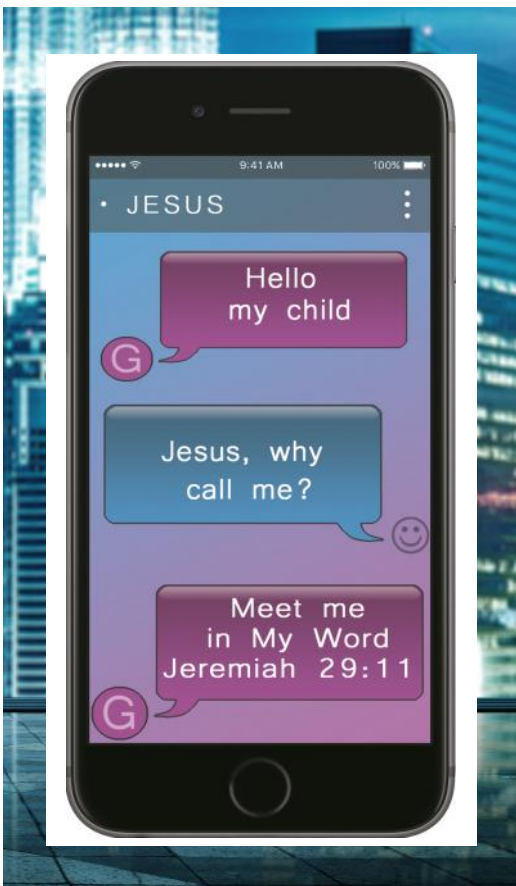 9:41 AM 100%
JESUS
Hello
my child
G
Jesus, why
call me?
Meet me
in My Word
Jeremiah 29:11
G